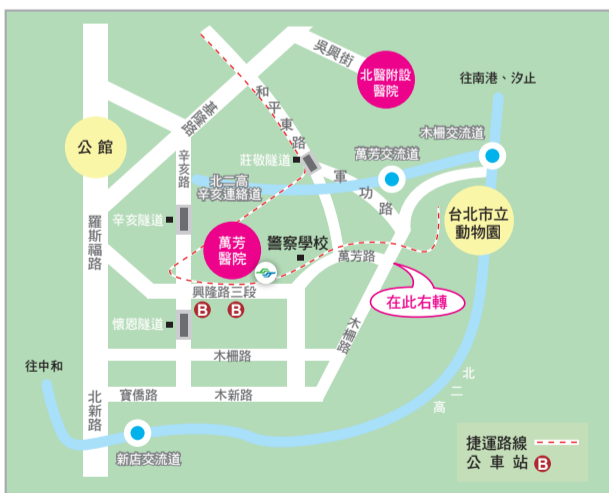 吳興街
北醫附設
醫院
往南港、汐止
和平東路
基隆路
公館
辛亥路
莊敬隧道
北二高
辛亥連絡道
萬芳交流道
木柵交流道
軍功路
羅斯福路
辛亥隧道
萬芳
醫院
警察學校
萬芳路
台北市立
動物園
在此右轉
興隆路三段
B
B
懷恩隧道
木柵路
木柵路
往中和
北新路
寶僑路
木新路
北二高
新店交流道
捷運路線
公車站 B